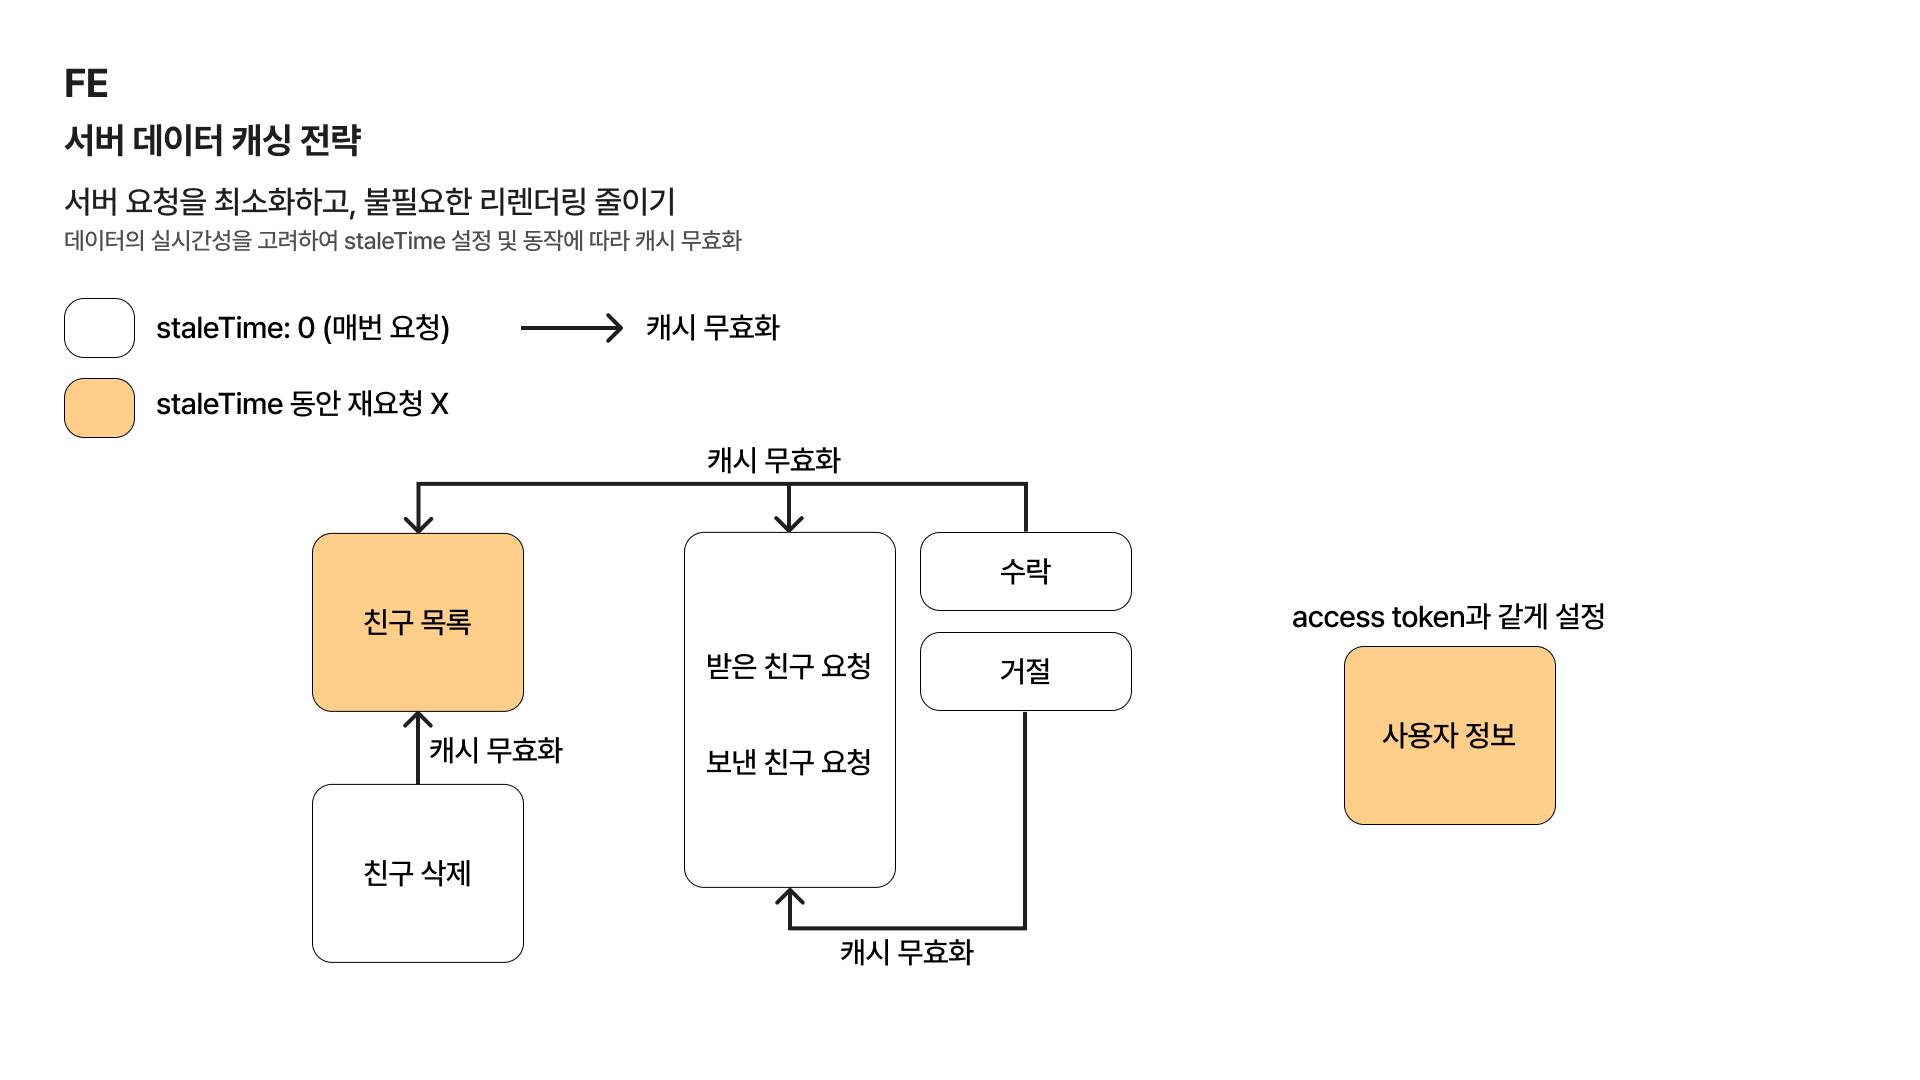 FE
서버 데이터 캐싱 전략
서버 요청을 최소화하고, 불필요한 리렌더링 줄이기
데이터의 실시간성을 고려하여 staleTime 설정 및 동작에 따라 캐시 무효화
staleTime: 0 (매번 요청)
캐시 무효화
staleTime 동안 재요청 X
캐시 무효화
친구 목록
캐시 무효화
친구 삭제
받은 친구 요청
보낸 친구 요청
수락
거절
캐시 무효화
access token과 같게 설정
사용자 정보